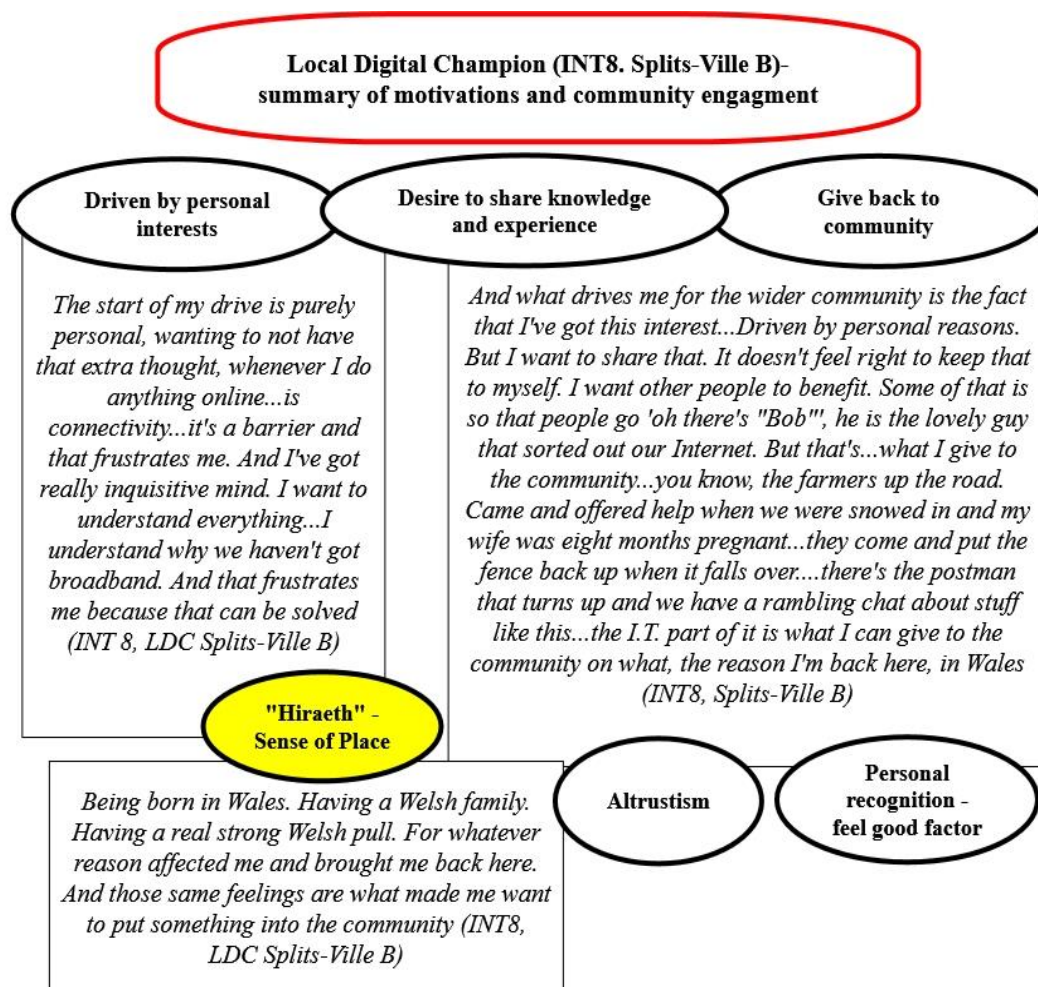 Local Digital Champion (INT8. Splits-Ville B)-
summary of motivations and community engagment
Driven by personal
interests
Desire to share knowledge
and experience
Give back to
community
The start of my drive is purely
personal, wanting to not have
that extra thought, whenever I do
anything online...is
connectivity...it's a barrier and
that frustrates me. And I've got
really inquisitive mind. I want to
understand everything...I
understand why we haven't got
broadband. And that frustrates
me because that can be solved
(INT 8, LDC Splits-Ville B)
And what drives me for the wider community is the fact
that I've got this interest...Driven by personal reasons.
But I want to share that. It doesn't feel right to keep that
to myself. I want other people to benefit. Some of that is
so that people go 'oh there's "Bob"', he is the lovely guy
that sorted out our Internet. But that's...what I give to
the community...you know, the farmers up the road.
Came and offered help when we were snowed in and my
wife was eight months pregnant...they come and put the
fence back up when it falls over....there's the postman
that turns up and we have a rambling chat about stuff
like this...the I.T. part of it is what I can give to the
community on what, the reason I'm back here, in Wales
(INT8, Splits-Ville B)
"Hiraeth" -
Sense of Place
Altrustism
Personal
recognition -
feel good factor
Being born in Wales. Having a Welsh family.
Having a real strong Welsh pull. For whatever
reason affected me and brought me back here.
And those same feelings are what made me want
to put something into the community (INT8,
LDC Splits-Ville B)